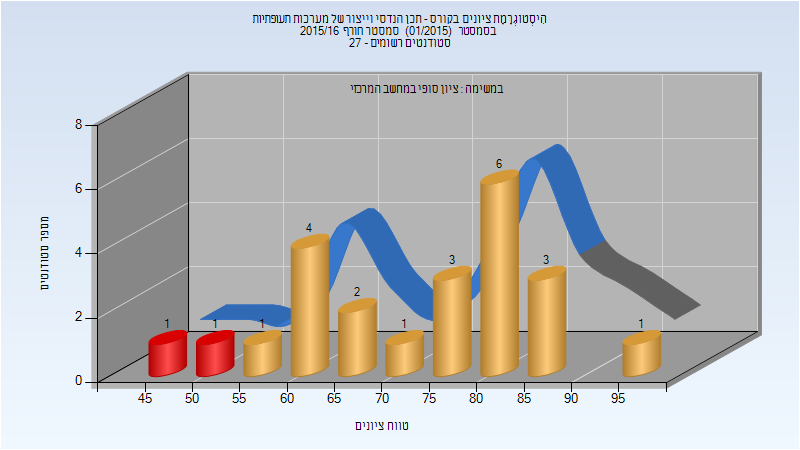 היסטוגרמת ציונים בקורס - תכן הנדסי וייצור של מערכות תעופתיות
בסמסטר (01/2015) סמסטר חורף 2015/16
סטודנטים רשומים - 27
במשימה : ציון סופי במחשב המרכזי
מספר סטודנטים
8
6
4
2
0
1
1
1
4
2
1
3
6
3
1
45 50 55 60 65 70 75 80 85 90 95
טווח ציונים